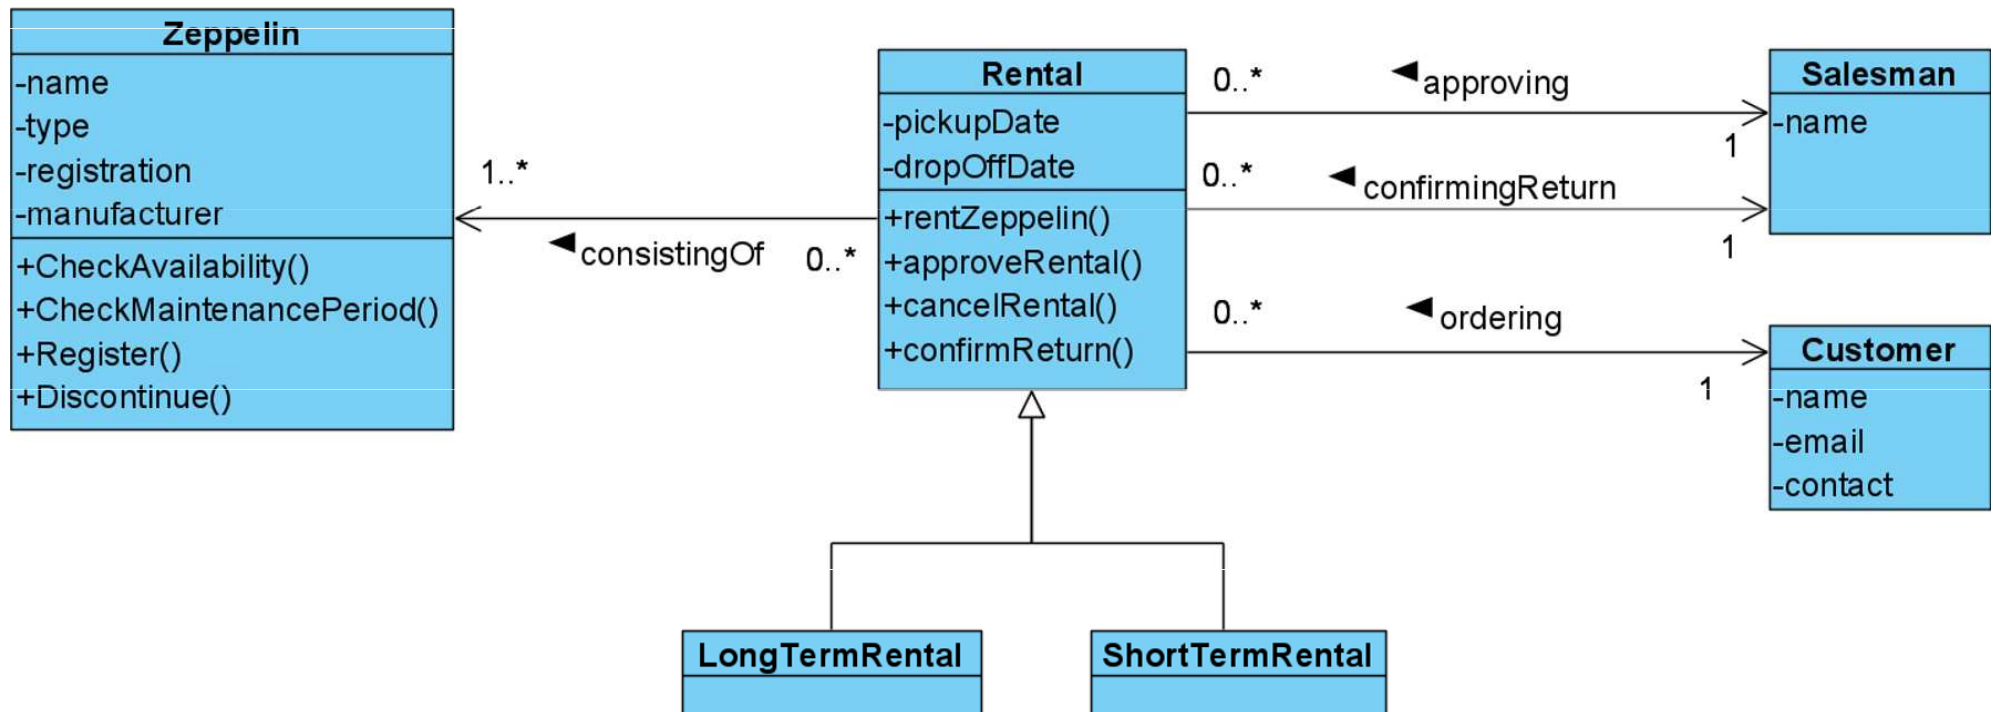 Zeppelin
-name
-type
-registration
-manufacturer
+CheckAvailability()
+CheckMaintenancePeriod()
+Register()
+Discontinue()
1..*
consistingOf
0..*
Rental
-pickupDate
-dropOffDate
+rentZeppelin()
+approveRental()
+cancelRental()
+confirmReturn()
0..*
approving
1
0..*
confirmingReturn
1
0..*
ordering
1
Salesman
-name
Customer
-name
-email
-contact
LongTermRental
ShortTermRental